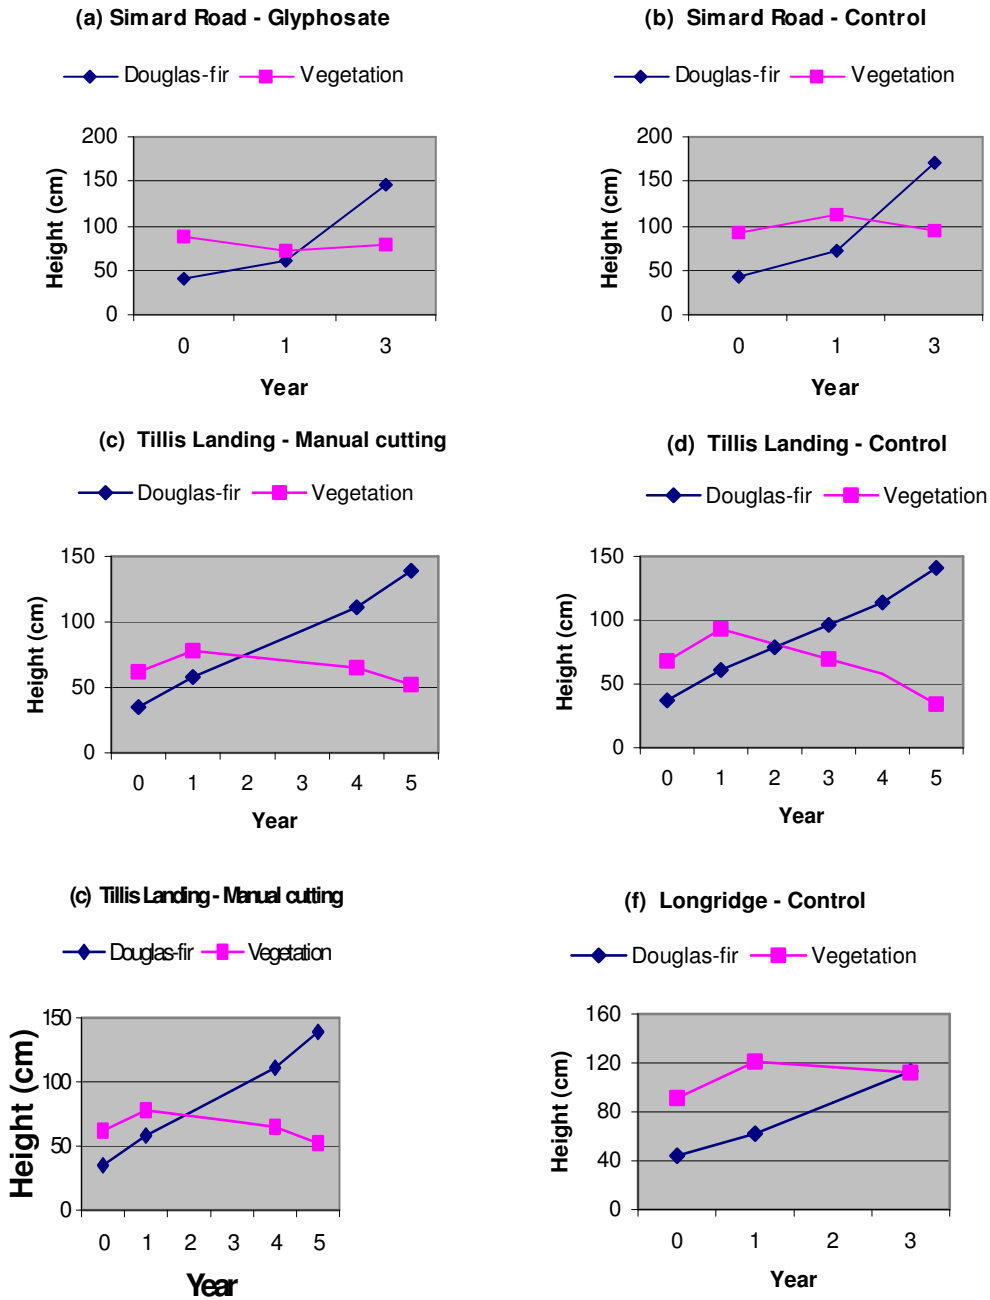 (a) Simard Road - Glyphosate
Douglas-fir Vegetation
200
150
100
50
0
Height (cm)
0 1 3
Year
(b) Simard Road - Control
Douglas-fir Vegetation
200
150
100
50
0
Height (cm)
0 1 3
Year
(c) Tillis Landing - Manual cutting
Douglas-fir Vegetation
150
100
50
0
Height (cm)
0 1 2 3 4 5
Year
(d) Tillis Landing - Control
Douglas-fir Vegetation
150
100
50
0
Height (cm)
0 1 2 3 4 5
Year
(c) Tillis Landing - Manual cutting
Douglas-fir Vegetation
150
100
50
0
Height (cm)
0 1 2 3 4 5
Year
(f) Longridge - Control
Douglas-fir Vegetation
160
120
80
40
0
Height (cm)
0 1 2 3
Year